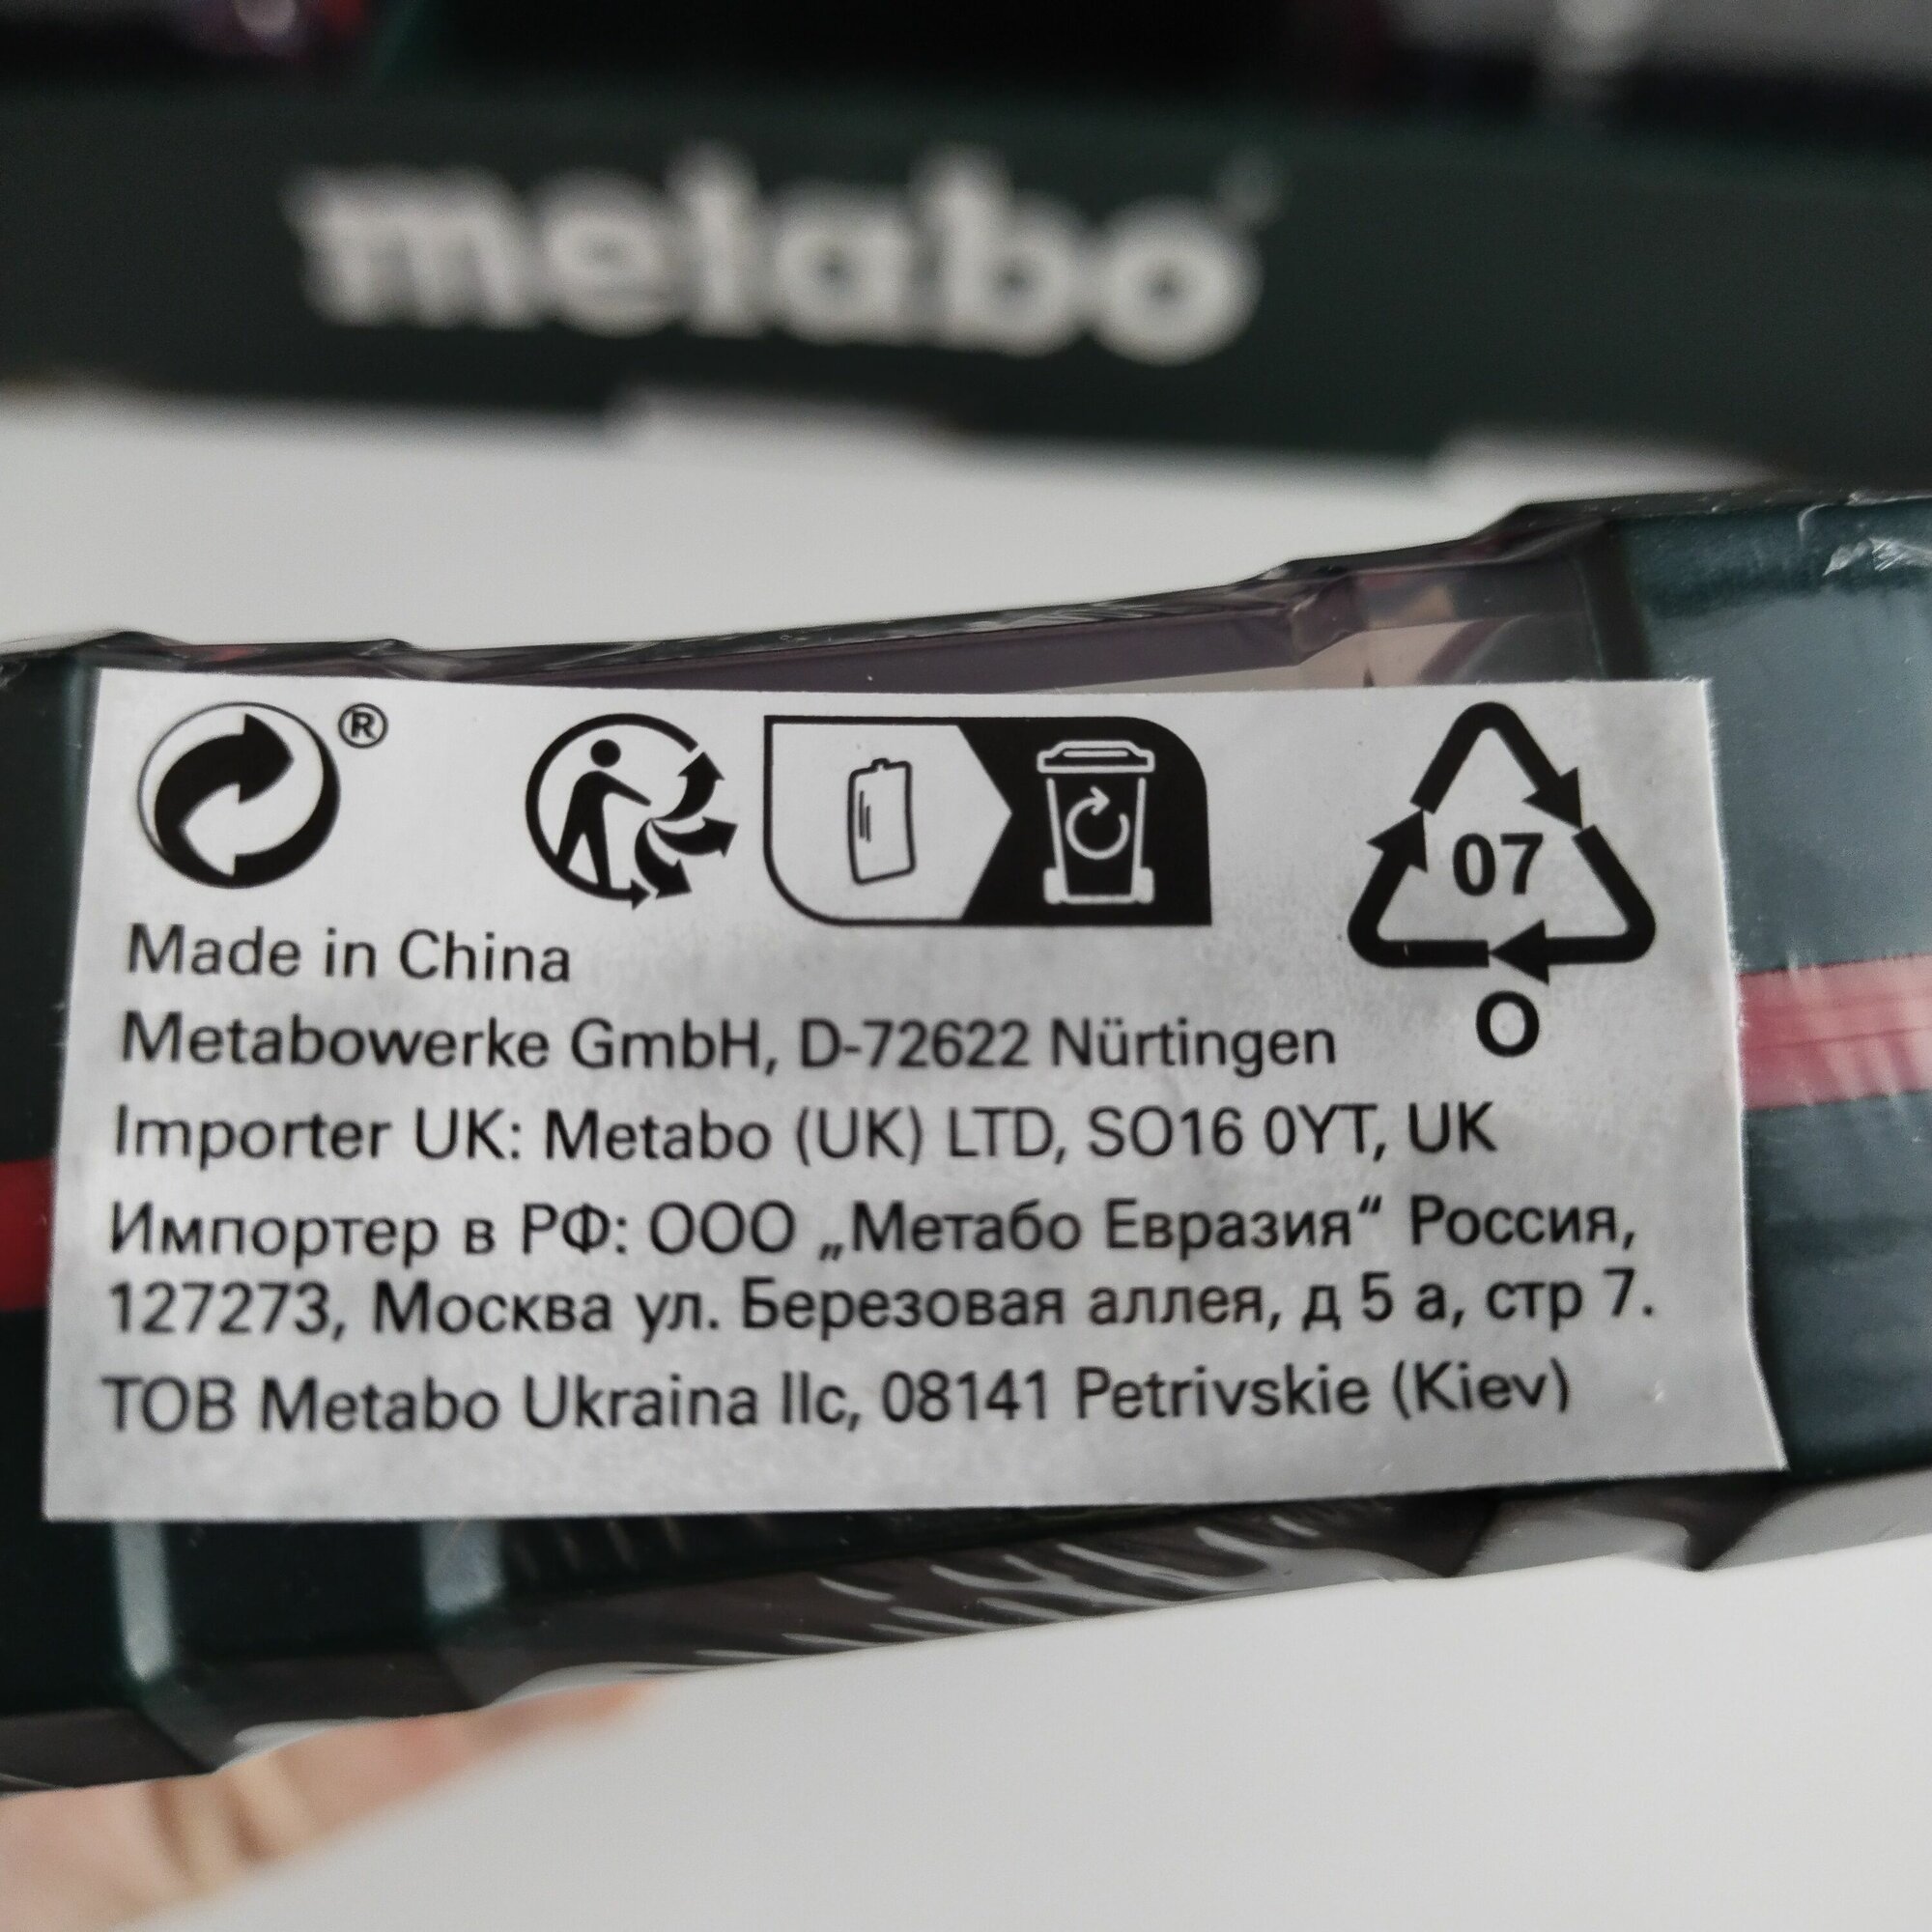 metabo
®
07
O
Made in China
Metabowerke GmbH, D-72622 Nürtingen
Importer UK: Metabo (UK) LTD, SO16 0YT, UK
Импортер в РФ: ООО „Метабо Евразия“ Россия,
127273, Москва ул. Березовая аллея, д 5 а, стр 7.
ТОВ Metabo Ukraina llc, 08141 Petrivskie (Kiev)